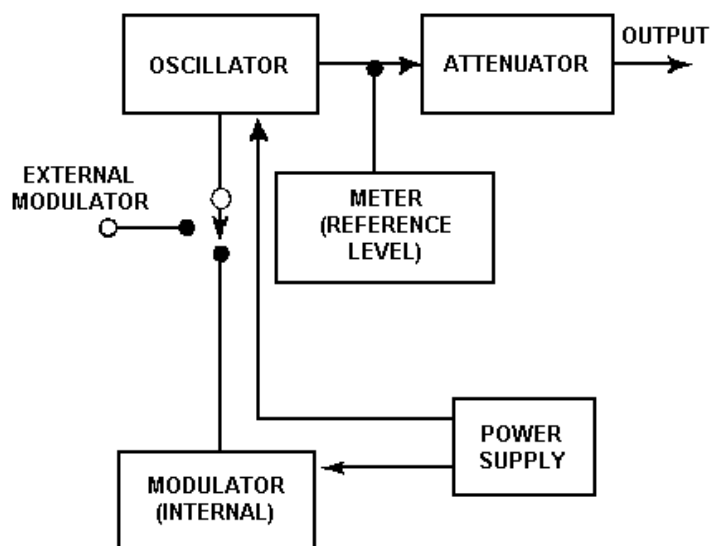 OSCILLATOR
ATTENUATOR
OUTPUT
EXTERNAL
MODULATOR
METER
(REFERENCE
LEVEL)
POWER
SUPPLY
MODULATOR
(INTERNAL)